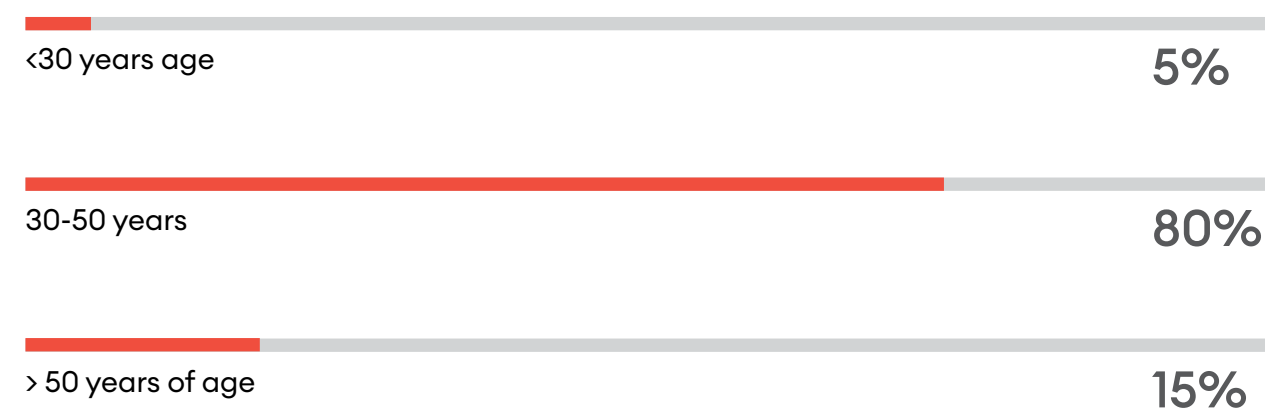 <30 years age
5%
30-50 years
80%
> 50 years of age
15%